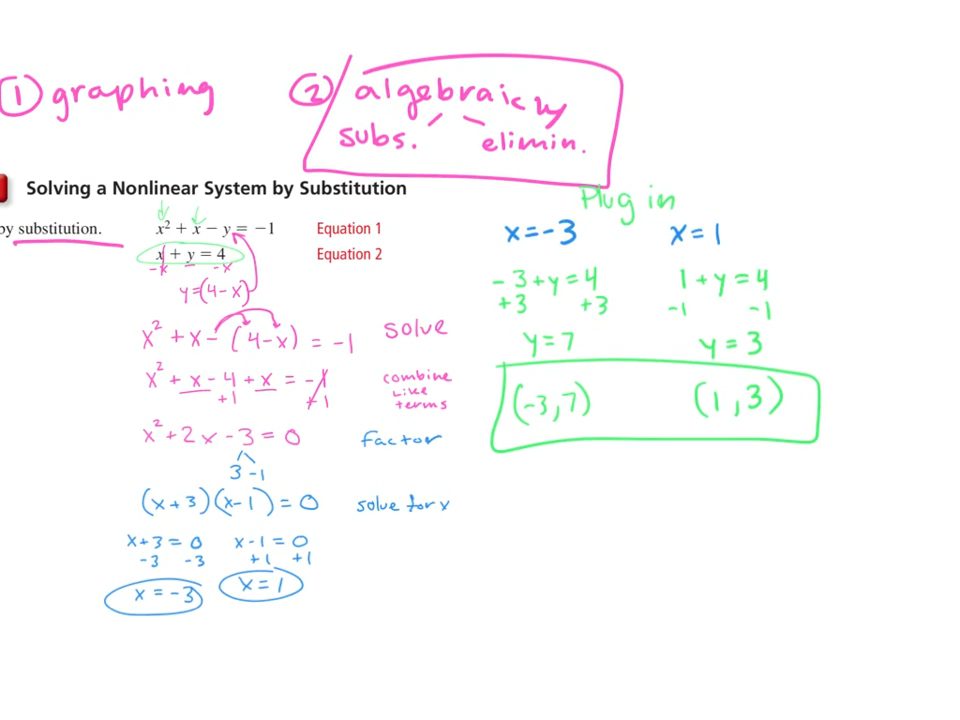 ① graphing
② algebraicly
subs. elimin.
Solving a Nonlinear System by Substitution
by substitution.
x² + x − y = −1 Equation 1
x + y = 4 Equation 2
-x -x
y=(4-x)
x² + x - (4-x) = -1 solve
x² + x - 4 + x = -1 combine like terms
+1 +1
x² + 2x - 3 = 0 factor
3 -1
(x+3)(x-1) = 0 solve for x
x+3=0 x-1=0
-3 -3 +1 +1
x = -3 x = 1
Plug in
x=-3 x=1
-3+y=4 1+y=4
+3 +3 -1 -1
y=7 y=3
(-3,7) (1,3)